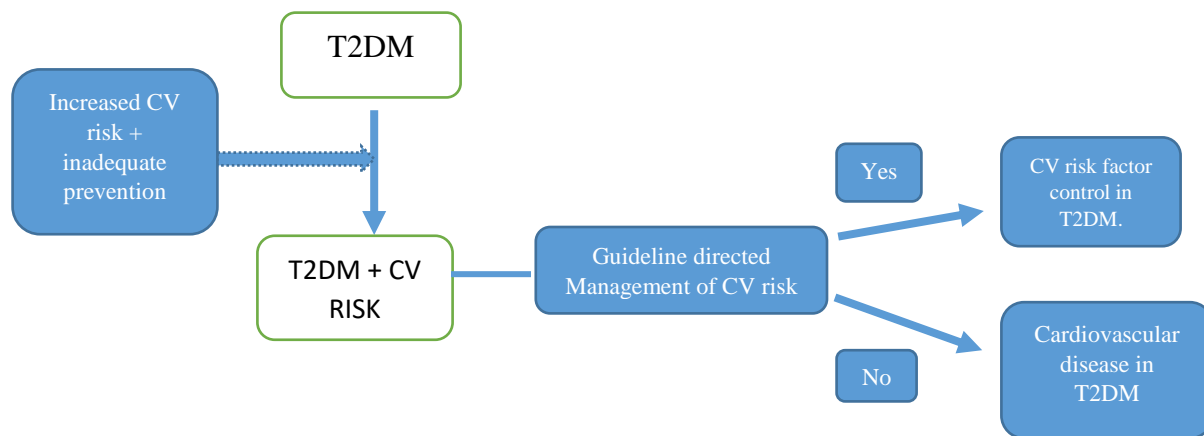 T2DM
Increased CV
risk +
inadequate
prevention
T2DM + CV
RISK
Guideline directed
Management of CV risk
Yes
CV risk factor
control in
T2DM.
No
Cardiovascular
disease in
T2DM